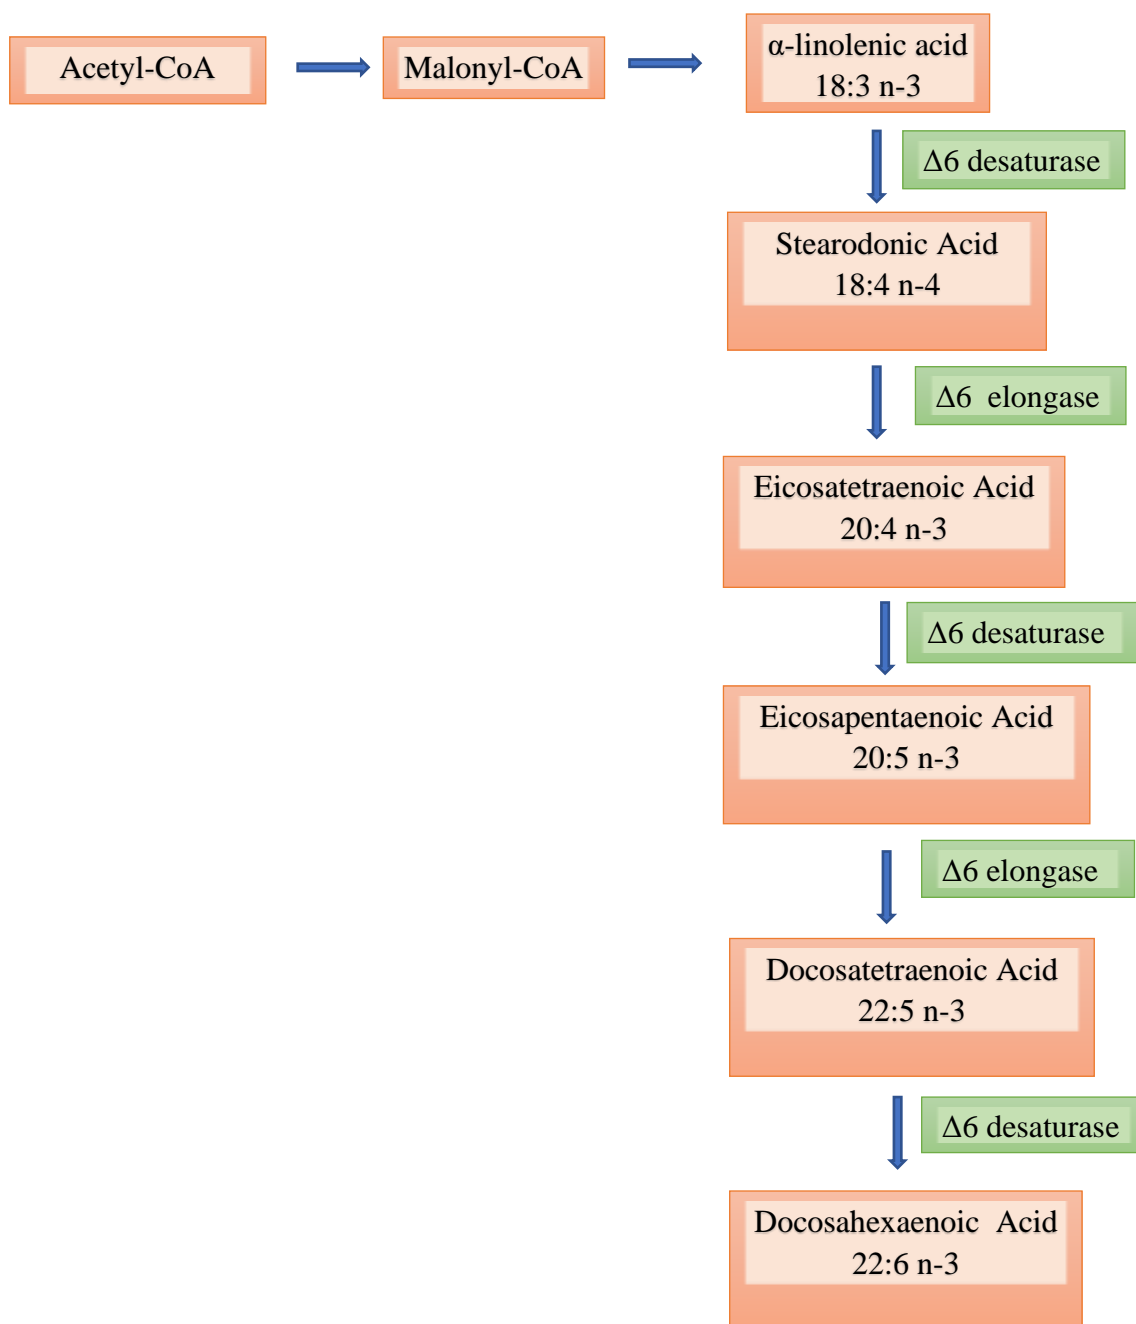 Acetyl-CoA
Malonyl-CoA
α-linolenic acid
18:3 n-3
Δ6 desaturase
Stearodonic Acid
18:4 n-4
Δ6 elongase
Eicosatetraenoic Acid
20:4 n-3
Δ6 desaturase
Eicosapentaenoic Acid
20:5 n-3
Δ6 elongase
Docosatetraenoic Acid
22:5 n-3
Δ6 desaturase
Docosahexaenoic Acid
22:6 n-3